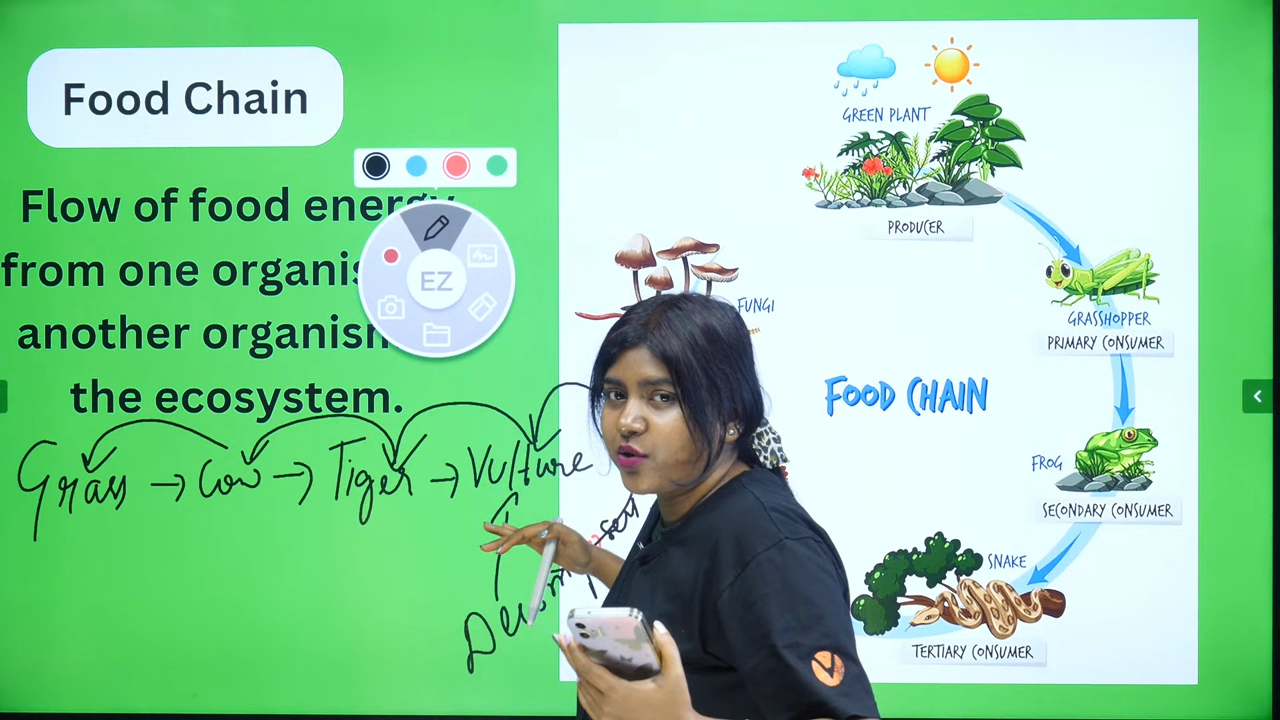 Food Chain
Flow of food energy
from one organis
another organism
the ecosystem.
EZ
Grass → Cow → Tiger → Vulture
GREEN PLANT
PRODUCER
FUNGI
GRASSHOPPER
PRIMARY CONSUMER
FOOD CHAIN
FROG
SECONDARY CONSUMER
SNAKE
TERTIARY CONSUMER